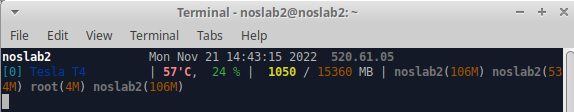 Terminal - noslab2@noslab2: ~
File Edit View Terminal Tabs Help
noslab2 Mon Nov 21 14:43:15 2022 520.61.05
[0] Tesla T4 | 57'C, 24 % | 1050 / 15360 MB | noslab2(106M) noslab2(53
4M) root(4M) noslab2(106M)